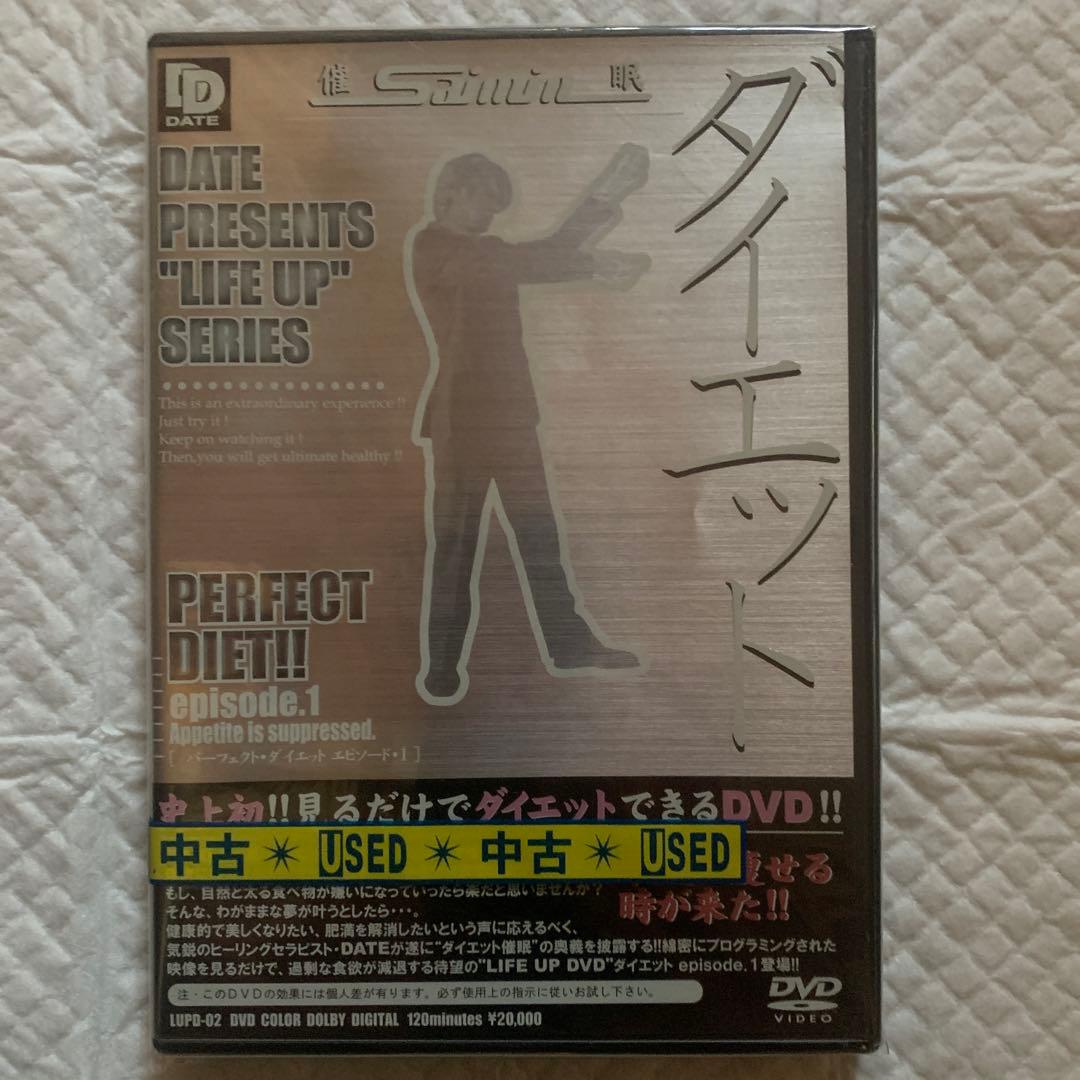 DD
DATE
催 Saimin 眠
ダイエット
DATE
PRESENTS
"LIFE UP"
SERIES
This is an extraordinary experience !!
Just try it !
Keep on watching it !
Then,you will get ultimate healthy !!
PERFECT
DIET!!
episode.1
Appetite is suppressed.
[ パーフェクト・ダイエット エピソード・1 ]
史上初!!見るだけでダイエットできるDVD!!
中古 ✴ USED ✴ 中古 ✴ USED
痩せる
時が来た!!
もし、自然と太る食べ物が嫌いになっていったら楽だと思いませんか?
そんな、わがままな夢が叶うとしたら・・・。
健康的で美しくなりたい、肥満を解消したいという声に応えるべく、
気鋭のヒーリングセラピスト・DATEが遂に“ダイエット催眠”の奥義を披露する!!綿密にプログラミングされた
映像を見るだけで、過剰な食欲が減退する待望の"LIFE UP DVD"ダイエット episode.1登場!!
注・このDVDの効果には個人差が有ります。必ず使用上の指示に従いお試し下さい。
DVD
VIDEO
LUPD-02 DVD COLOR DOLBY DIGITAL 120minutes ¥20,000